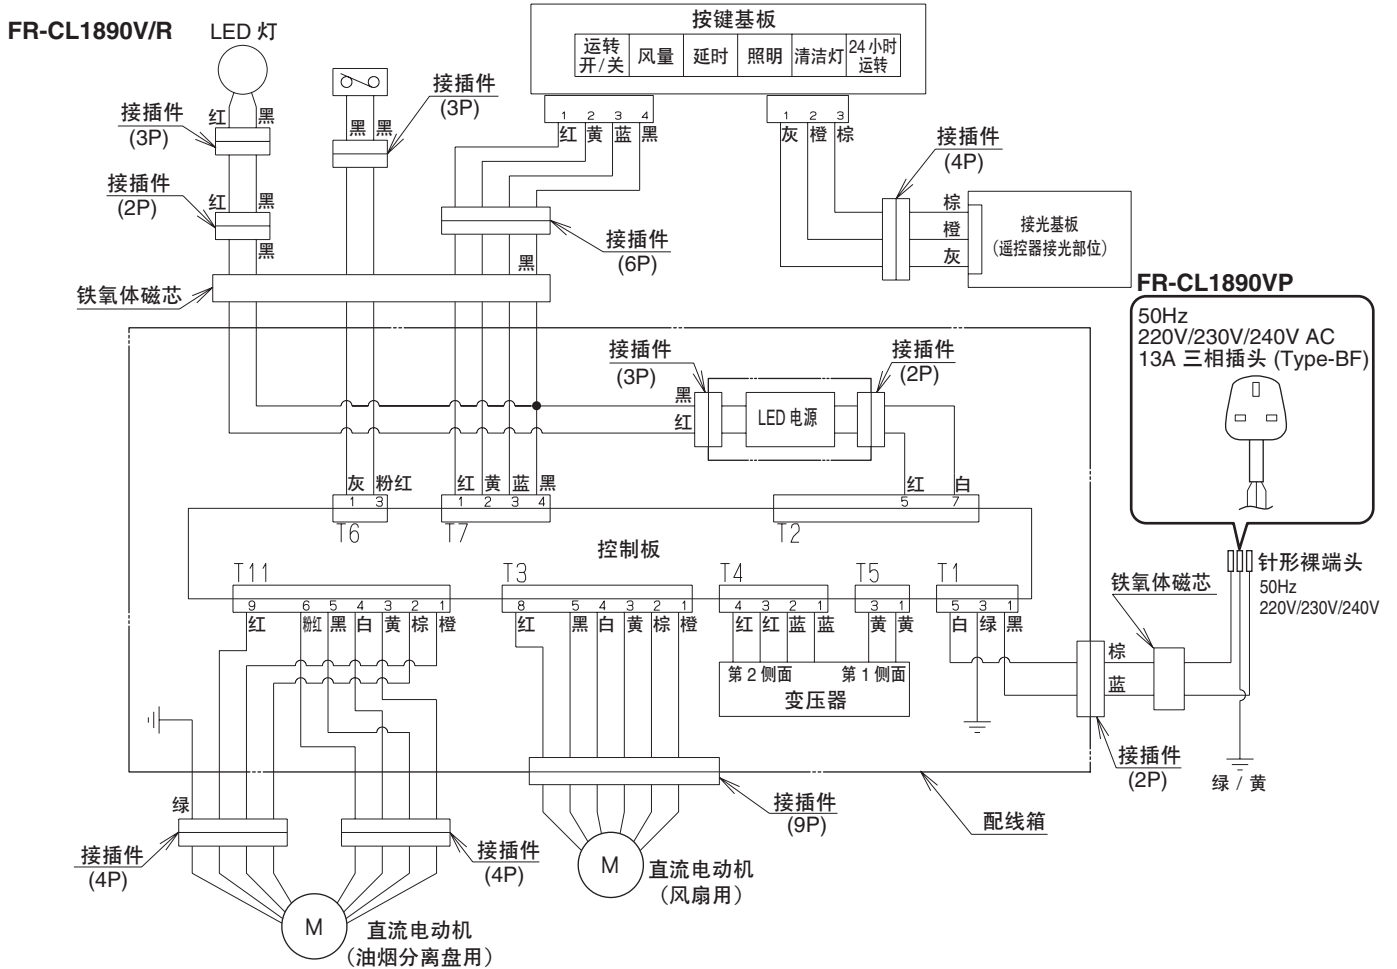 FR-CL1890V/R
LED 灯
按键基板
运转
开/关
风量
延时
照明
清洁灯
24 小时
运转
接插件
(3P)
接插件
(3P)
红
黑
黑
黑
1
2
3
4
红
黄
蓝
黑
1
2
3
灰
橙
棕
接插件
(4P)
接插件
(2P)
红
黑
黑
棕
橙
灰
接光基板
(遥控器接光部位)
接插件
(6P)
黑
铁氧体磁芯
FR-CL1890VP
50Hz
220V/230V/240V AC
13A 三相插头 (Type-BF)
接插件
(3P)
接插件
(2P)
黑
红
LED 电源
灰
粉红
红
黄
蓝
黑
红
白
1
3
1
2
3
4
5
7
T6
T7
T2
控制板
T11
T3
T4
T5
T1
9
6
5
4
3
2
1
8
5
4
3
2
1
4
3
2
1
3
1
5
3
1
红
粉红
黑
白
黄
棕
橙
红
黑
白
黄
棕
橙
红
红
蓝
蓝
黄
黄
白
绿
黑
第 2 侧面
第 1 侧面
变压器
铁氧体磁芯
针形裸端头
50Hz
220V/230V/240V
棕
蓝
接插件
(2P)
绿 / 黄
配线箱
绿
接插件
(4P)
接插件
(4P)
接插件
(9P)
M
直流电动机
(风扇用)
M
直流电动机
(油烟分离盘用)